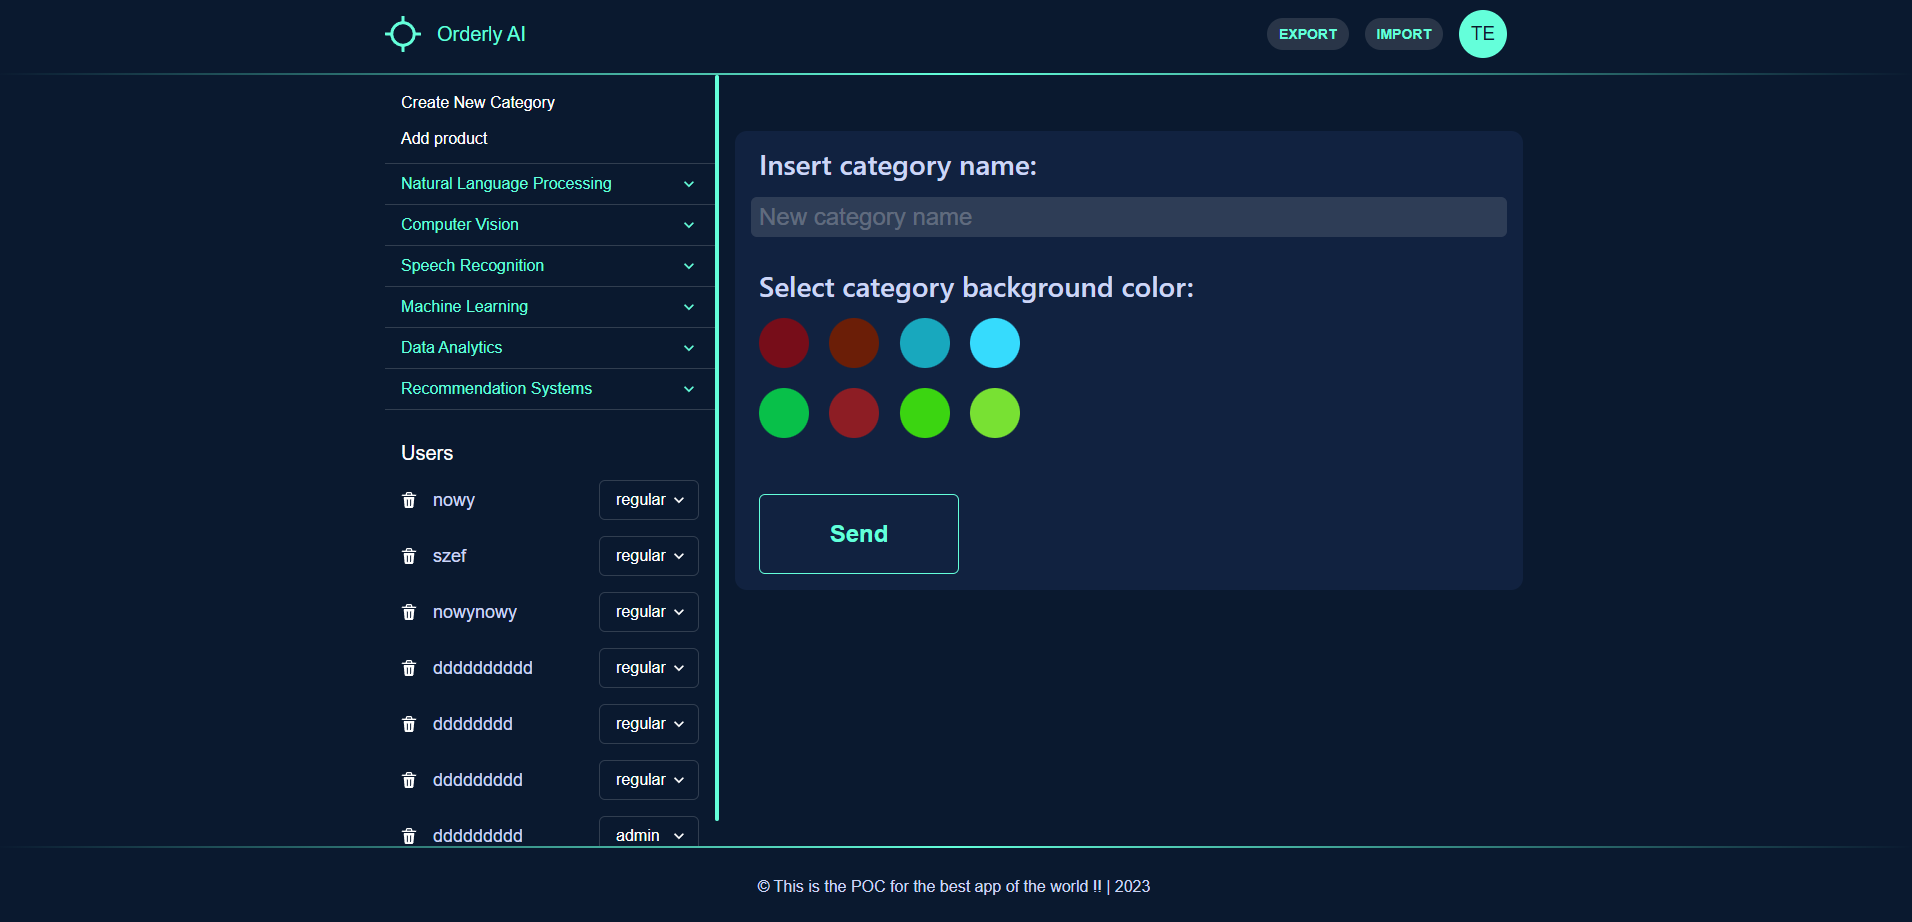 Orderly AI
EXPORT
IMPORT
TE
Create New Category
Add product
Natural Language Processing
Computer Vision
Speech Recognition
Machine Learning
Data Analytics
Recommendation Systems
Users
nowy
regular
szef
regular
nowynowy
regular
dddddddddd
regular
dddddddd
regular
ddddddddd
regular
ddddddddd
admin
Insert category name:
New category name
Select category background color:
Send
© This is the POC for the best app of the world !! | 2023